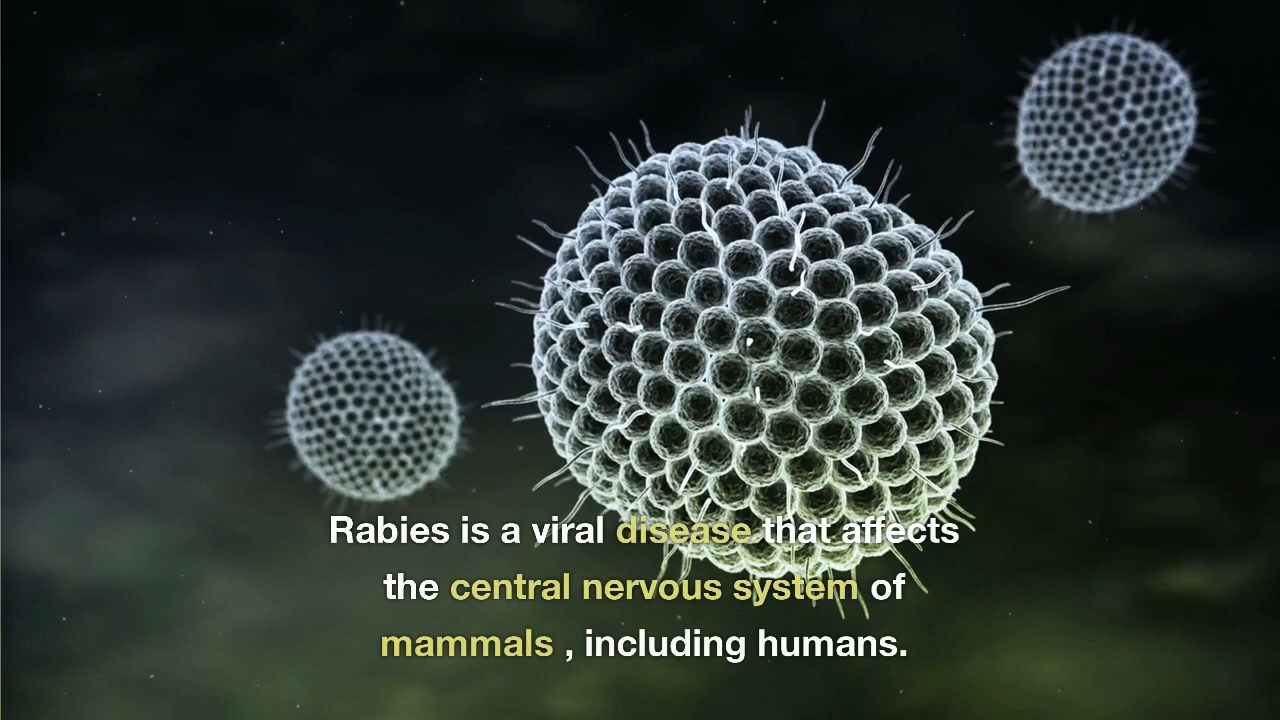 Rabies is a viral disease that affects
the central nervous system of
mammals , including humans.